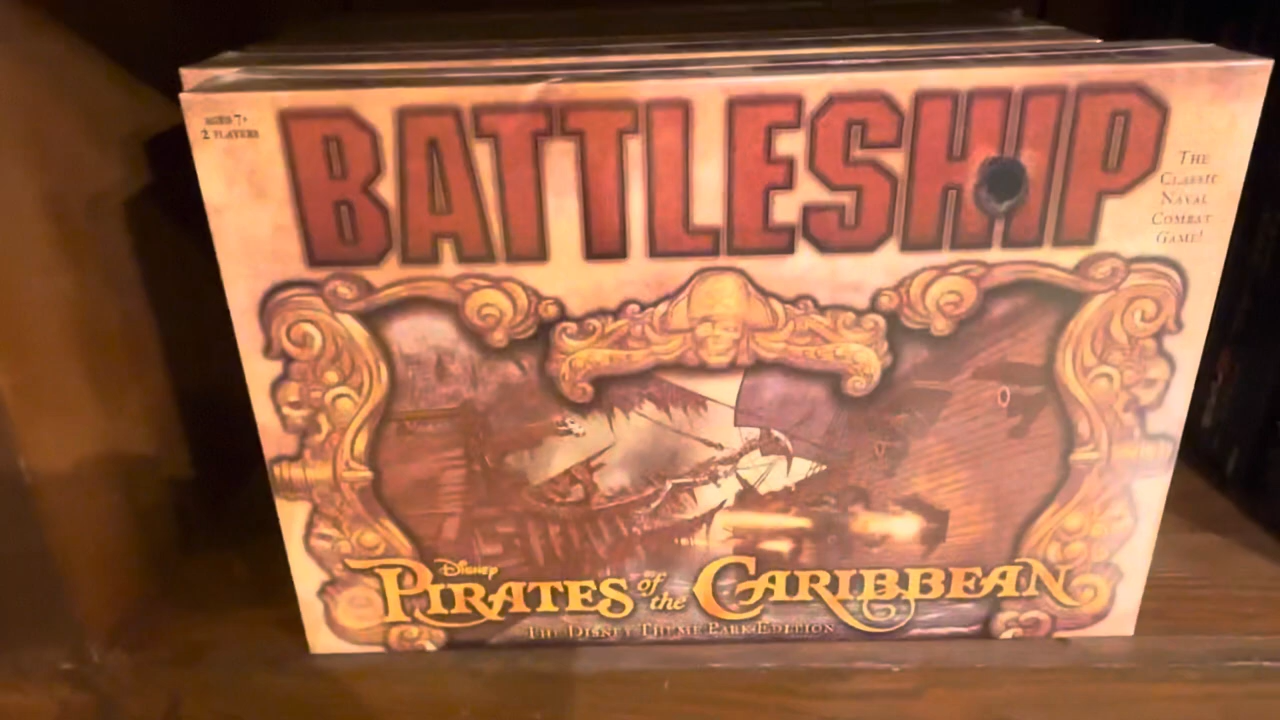 AGES 7+
2 PLAYERS
BATTLESHIP
THE
CLASSIC
NAVAL
COMBAT
GAME!
DISNEY
PIRATES of the CARIBBEAN
THE DISNEY THEME PARK EDITION